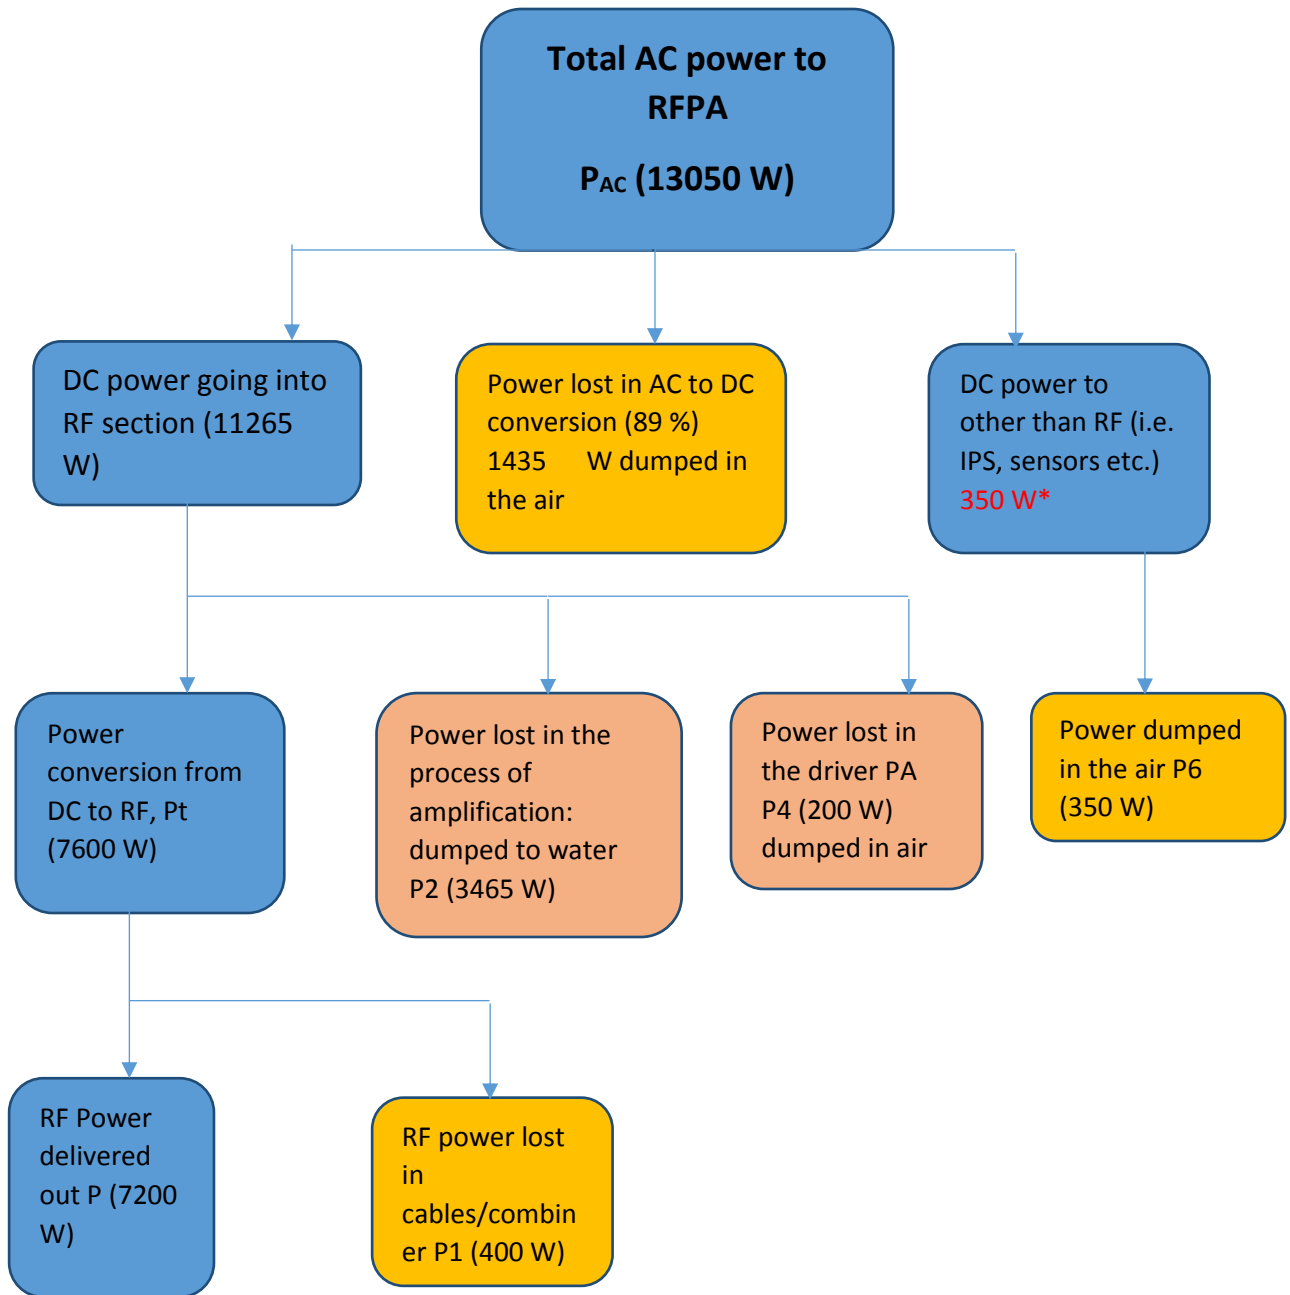 Total AC power to
RFPA
PAC (13050 W)
DC power going into
RF section (11265
W)
Power lost in AC to DC
conversion (89 %)
1435 W dumped in
the air
DC power to
other than RF (i.e.
IPS, sensors etc.)
350 W*
Power
conversion from
DC to RF, Pt
(7600 W)
Power lost in the
process of
amplification:
dumped to water
P2 (3465 W)
Power lost in
the driver PA
P4 (200 W)
dumped in air
Power dumped
in the air P6
(350 W)
RF Power
delivered
out P (7200
W)
RF power lost
in
cables/combin
er P1 (400 W)